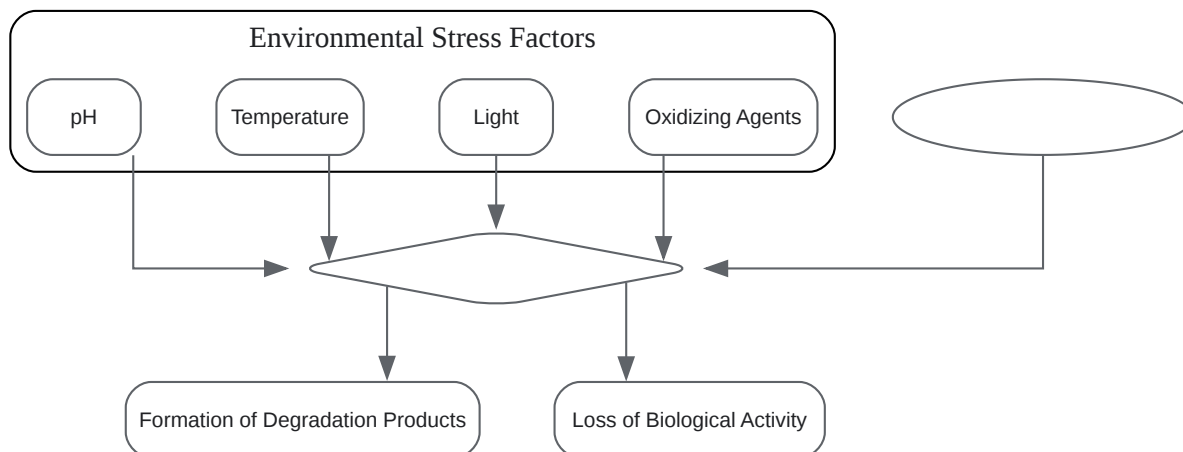 Environmental Stress Factors
pH
Temperature
Light
Oxidizing Agents
Formation of Degradation Products
Loss of Biological Activity